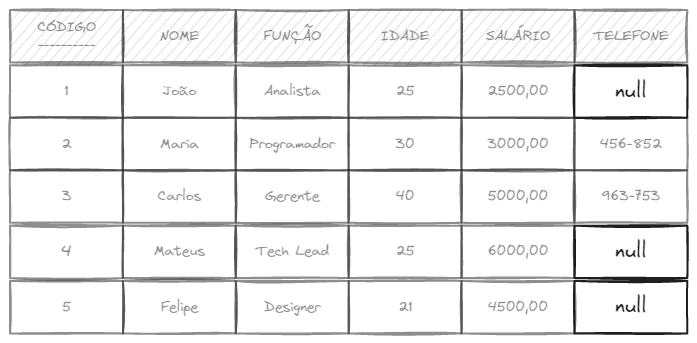 CÓDIGO NOME FUNÇÃO IDADE SALÁRIO TELEFONE
1 João Analista 25 2500,00 null
2 Maria Programador 30 3000,00 456-852
3 Carlos Gerente 40 5000,00 963-753
4 Mateus Tech Lead 25 6000,00 null
5 Felipe Designer 21 4500,00 null